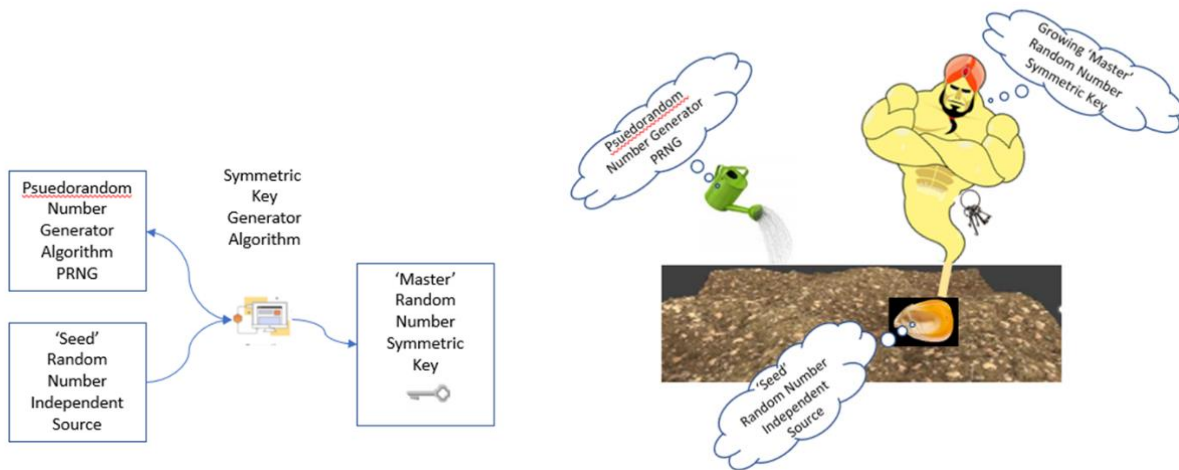 Psuedorandom
Number
Generator
Algorithm
PRNG
Symmetric
Key
Generator
Algorithm
‘Seed’
Random
Number
Independent
Source
‘Master’
Random
Number
Symmetric
Key
Psuedorandom
Number Generator
PRNG
Growing ‘Master’
Random Number
Symmetric Key
‘Seed’
Random Number
Independent
Source